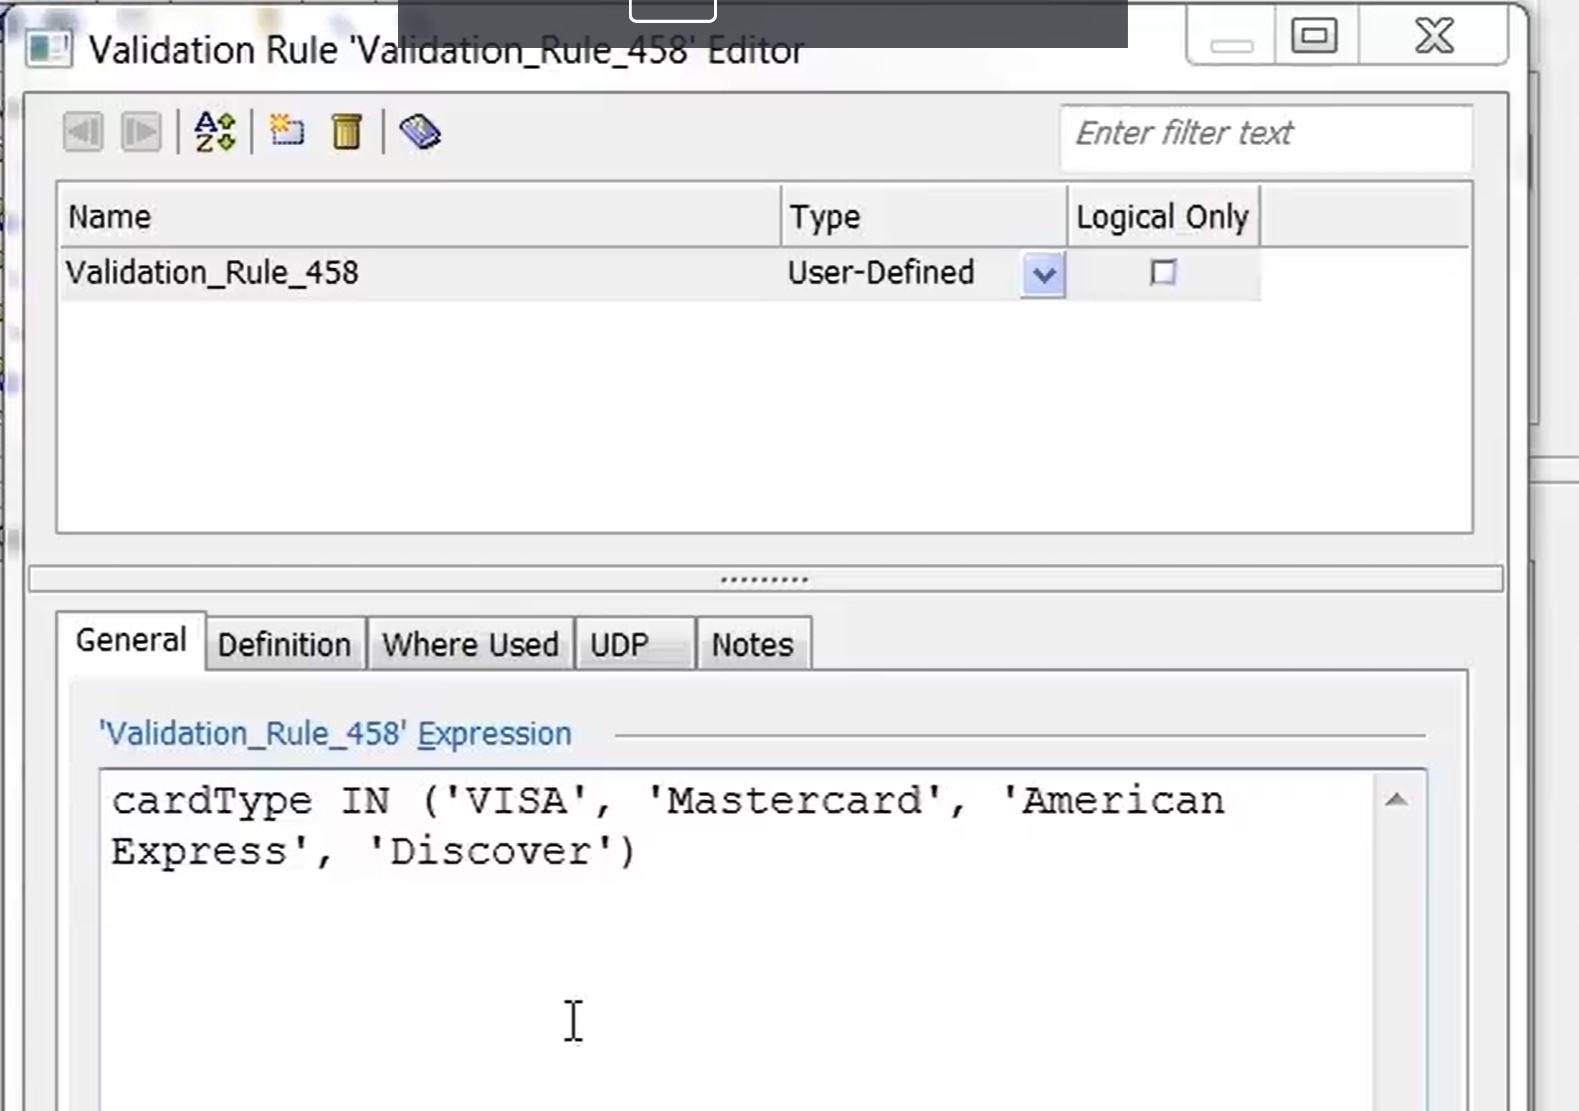 Validation Rule 'Validation_Rule_458' Editor
Enter filter text
Name Type Logical Only
Validation_Rule_458 User-Defined
General Definition Where Used UDP Notes
'Validation_Rule_458' Expression
cardType IN ('VISA', 'Mastercard', 'American
Express', 'Discover')